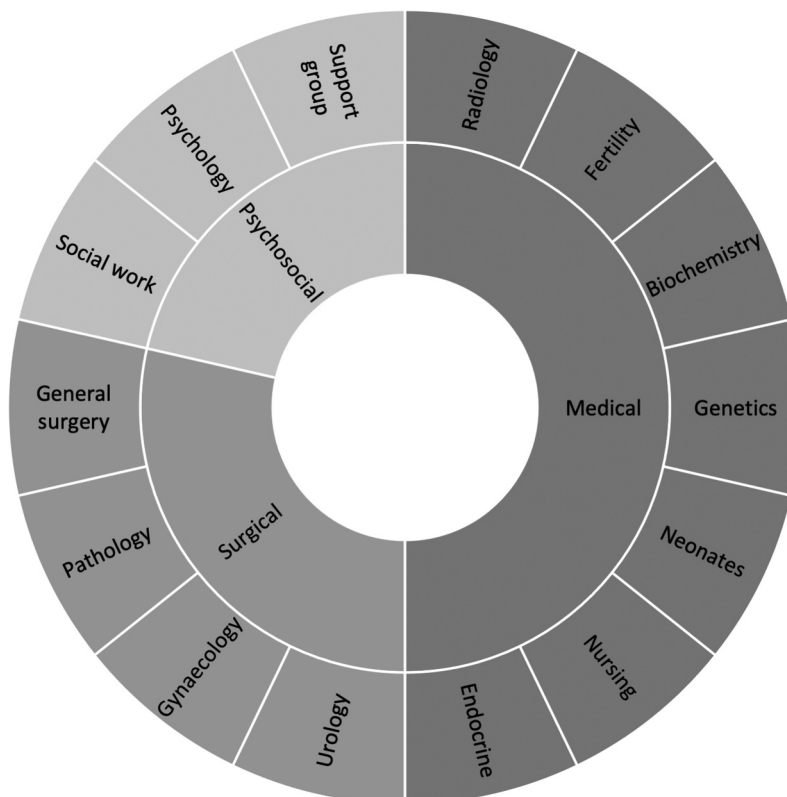 Support
group
Radiology
Fertility
Biochemistry
Genetics
Neonates
Nursing
Endocrine
Urology
Gynaecology
Pathology
General
surgery
Social work
Psychology
Psychosocial
Medical
Surgical